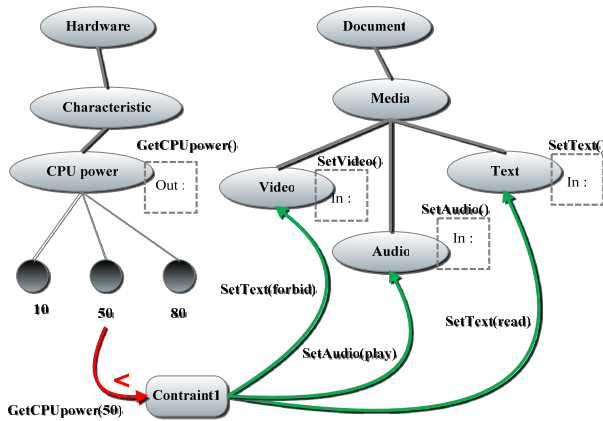 Hardware
Document
Characteristic
Media
GetCPUpower()
CPU power
Out :
SetVideo()
Video
In :
SetText()
Text
In :
SetAudio()
Audio
In :
10
50
80
SetText(forbid)
SetAudio(play)
SetText(read)
<
GetCPUpower(50)
Contraint1